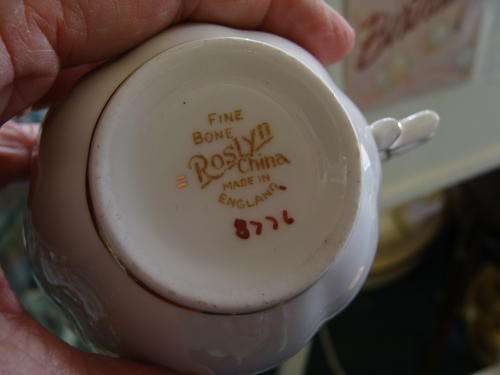 FINE
BONE
Roslyn
China
MADE IN
ENGLAND
8776